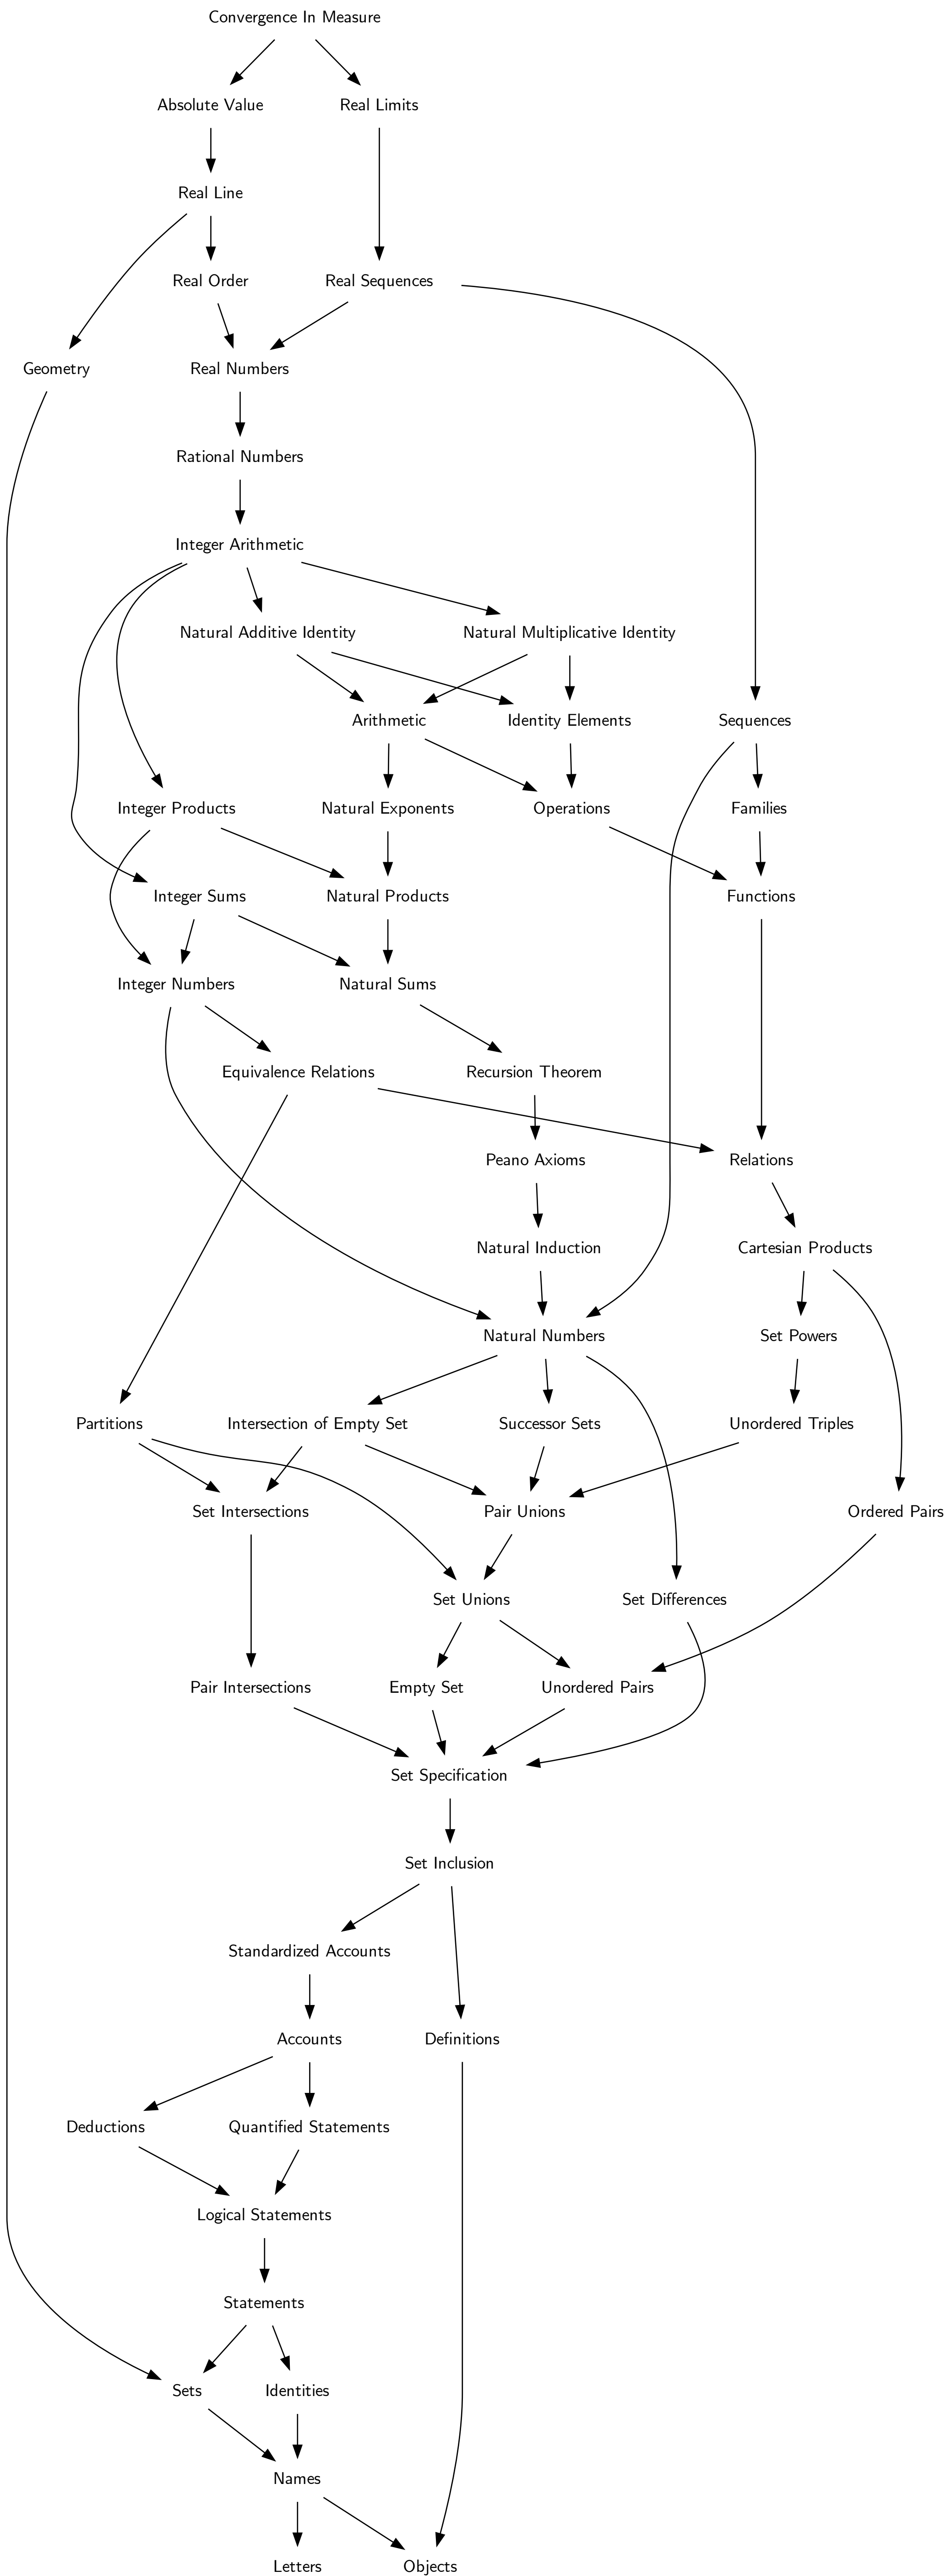 Convergence In Measure
Absolute Value
Real Limits
Real Line
Real Order
Real Sequences
Geometry
Real Numbers
Rational Numbers
Integer Arithmetic
Natural Additive Identity
Natural Multiplicative Identity
Arithmetic
Identity Elements
Sequences
Integer Products
Natural Exponents
Operations
Families
Integer Sums
Natural Products
Functions
Integer Numbers
Natural Sums
Equivalence Relations
Recursion Theorem
Peano Axioms
Relations
Natural Induction
Cartesian Products
Natural Numbers
Set Powers
Partitions
Intersection of Empty Set
Successor Sets
Unordered Triples
Set Intersections
Pair Unions
Ordered Pairs
Set Unions
Set Differences
Pair Intersections
Empty Set
Unordered Pairs
Set Specification
Set Inclusion
Standardized Accounts
Accounts
Definitions
Deductions
Quantified Statements
Logical Statements
Statements
Sets
Identities
Names
Letters
Objects